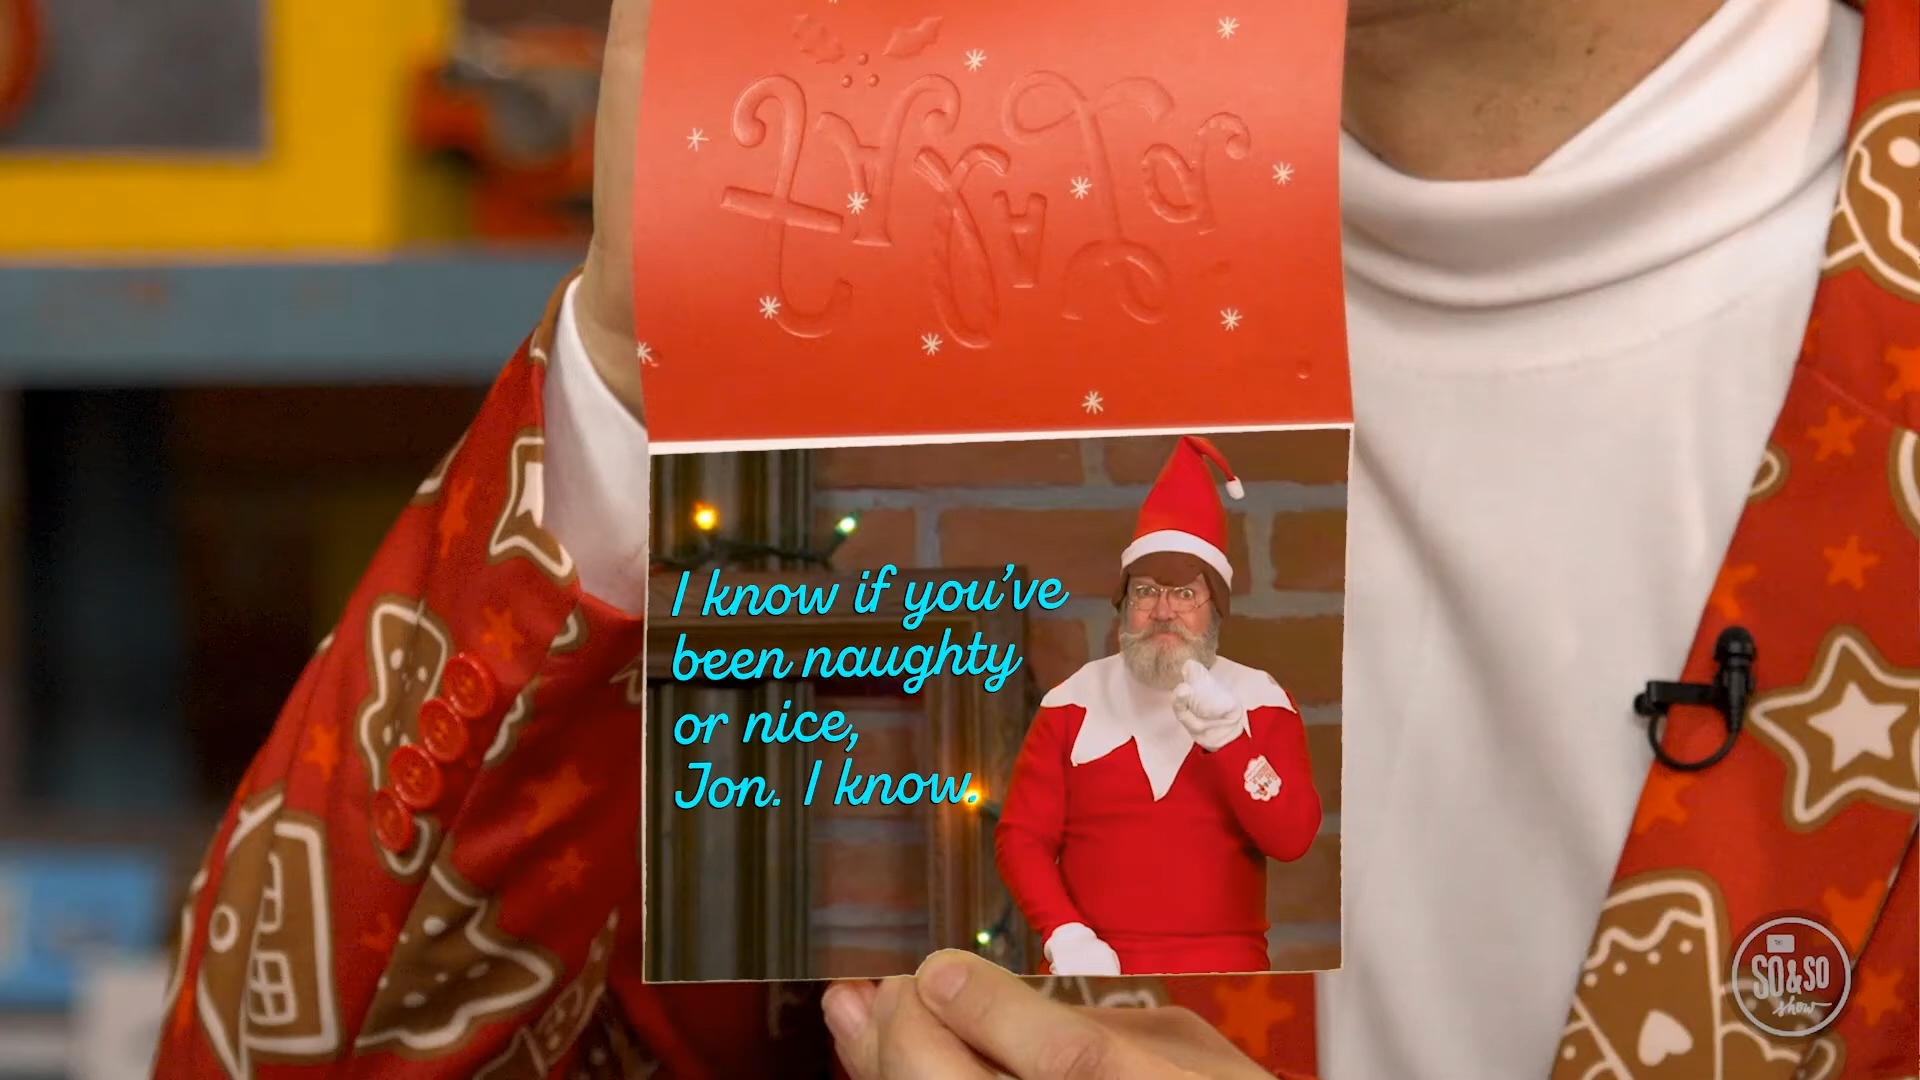 I know if you've
been naughty
or nice,
Jon. I know.
SO & SO
show